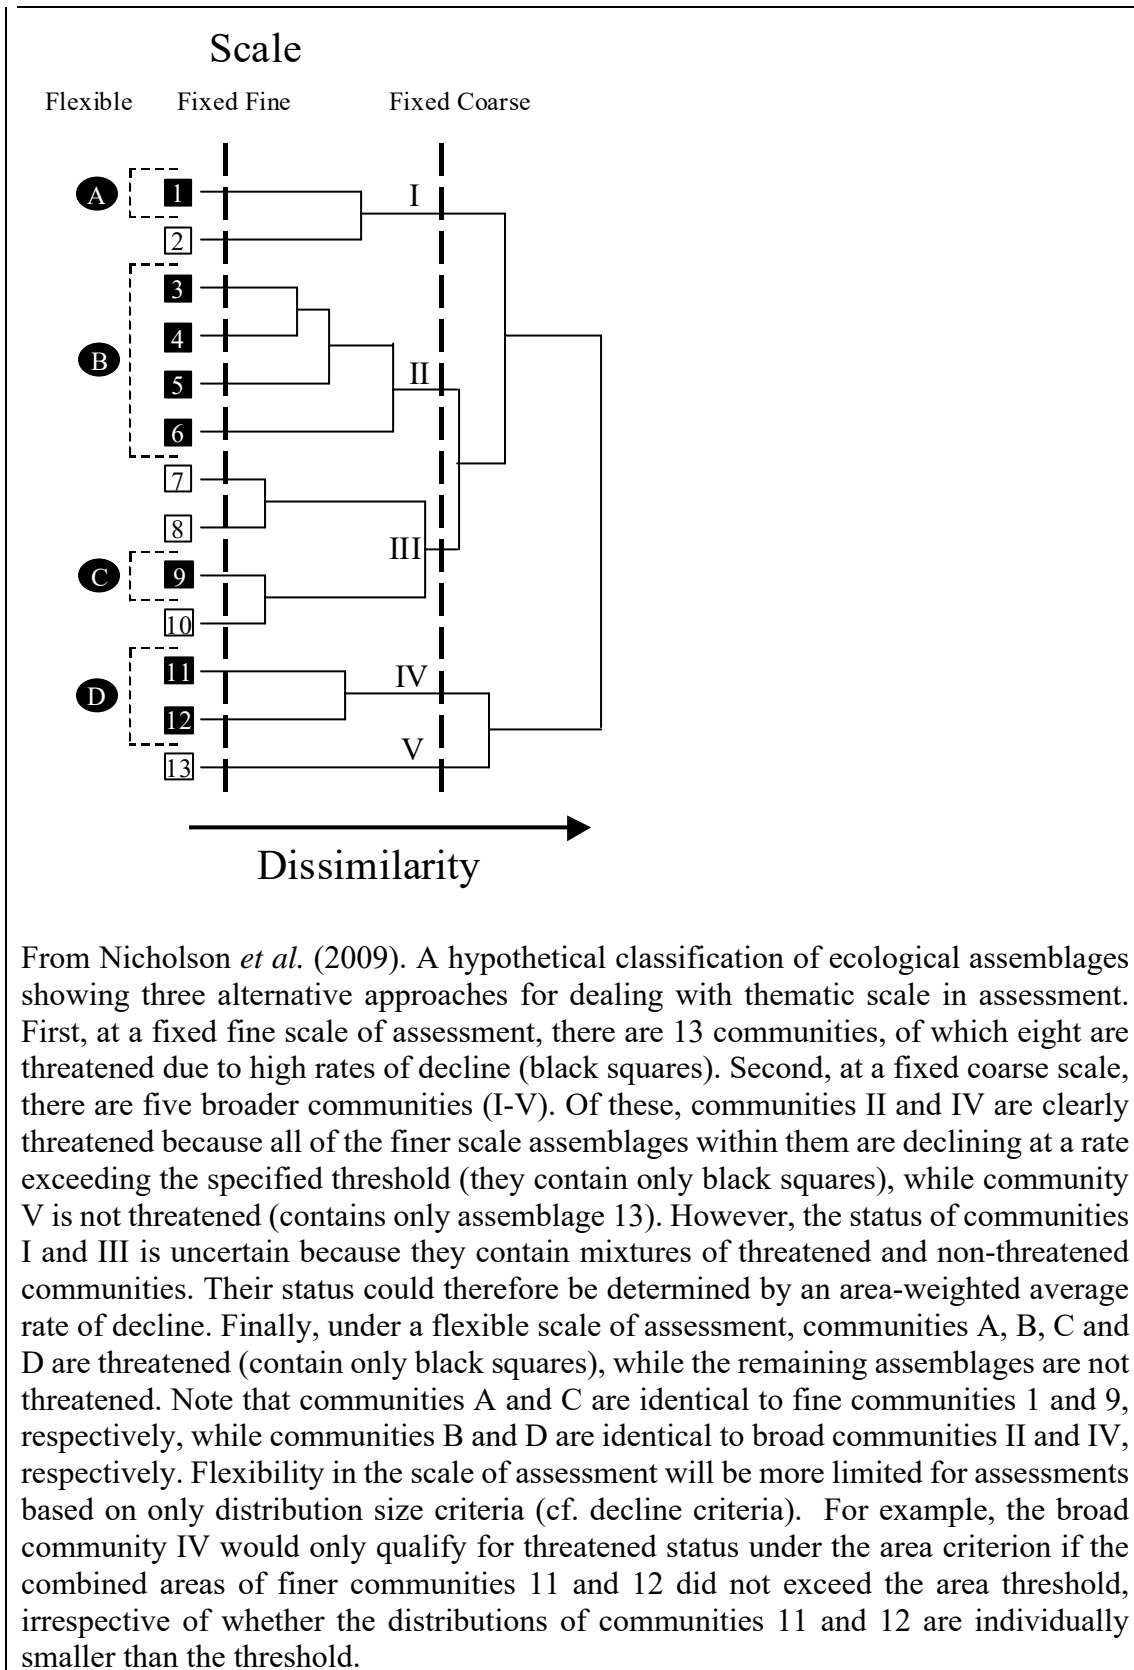 Scale
Flexible Fixed Fine Fixed Coarse
A 1 I
2
3
4
B
5 II
6
7
8
III
C 9
10
11 IV
D
12
V
13
Dissimilarity
From Nicholson et al. (2009). A hypothetical classification of ecological assemblages
showing three alternative approaches for dealing with thematic scale in assessment.
First, at a fixed fine scale of assessment, there are 13 communities, of which eight are
threatened due to high rates of decline (black squares). Second, at a fixed coarse scale,
there are five broader communities (I-V). Of these, communities II and IV are clearly
threatened because all of the finer scale assemblages within them are declining at a rate
exceeding the specified threshold (they contain only black squares), while community
V is not threatened (contains only assemblage 13). However, the status of communities
I and III is uncertain because they contain mixtures of threatened and non-threatened
communities. Their status could therefore be determined by an area-weighted average
rate of decline. Finally, under a flexible scale of assessment, communities A, B, C and
D are threatened (contain only black squares), while the remaining assemblages are not
threatened. Note that communities A and C are identical to fine communities 1 and 9,
respectively, while communities B and D are identical to broad communities II and IV,
respectively. Flexibility in the scale of assessment will be more limited for assessments
based on only distribution size criteria (cf. decline criteria). For example, the broad
community IV would only qualify for threatened status under the area criterion if the
combined areas of finer communities 11 and 12 did not exceed the area threshold,
irrespective of whether the distributions of communities 11 and 12 are individually
smaller than the threshold.